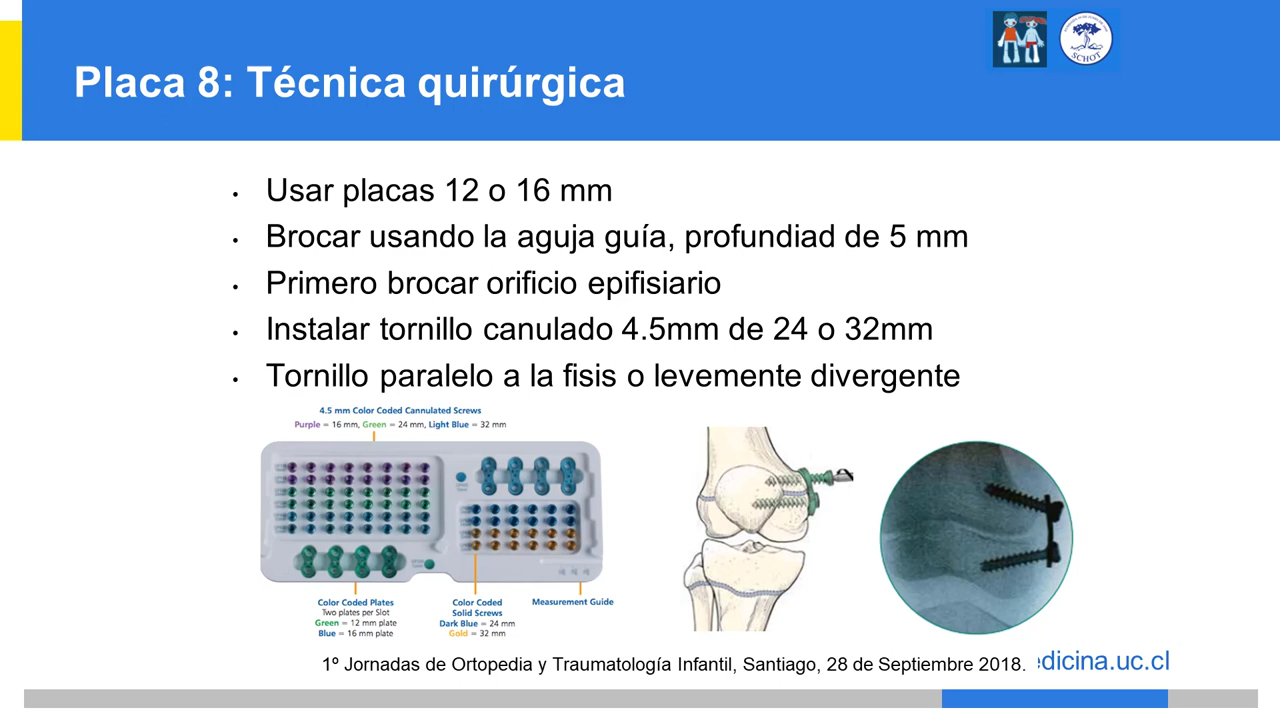 SCHOT
Placa 8: Técnica quirúrgica
• Usar placas 12 o 16 mm
• Brocar usando la aguja guía, profundiad de 5 mm
• Primero brocar orificio epifisiario
• Instalar tornillo canulado 4.5mm de 24 o 32mm
• Tornillo paralelo a la fisis o levemente divergente
4.5 mm Color Coded Cannulated Screws
Purple = 16 mm, Green = 24 mm, Light Blue = 32 mm
Color Coded Plates
Two plates per Slot
Green = 12 mm plate
Blue = 16 mm plate
Color Coded
Solid Screws
Dark Blue = 24 mm
Gold = 32 mm
Measurement Guide
1º Jornadas de Ortopedia y Traumatología Infantil, Santiago, 28 de Septiembre 2018.
edicina.uc.cl